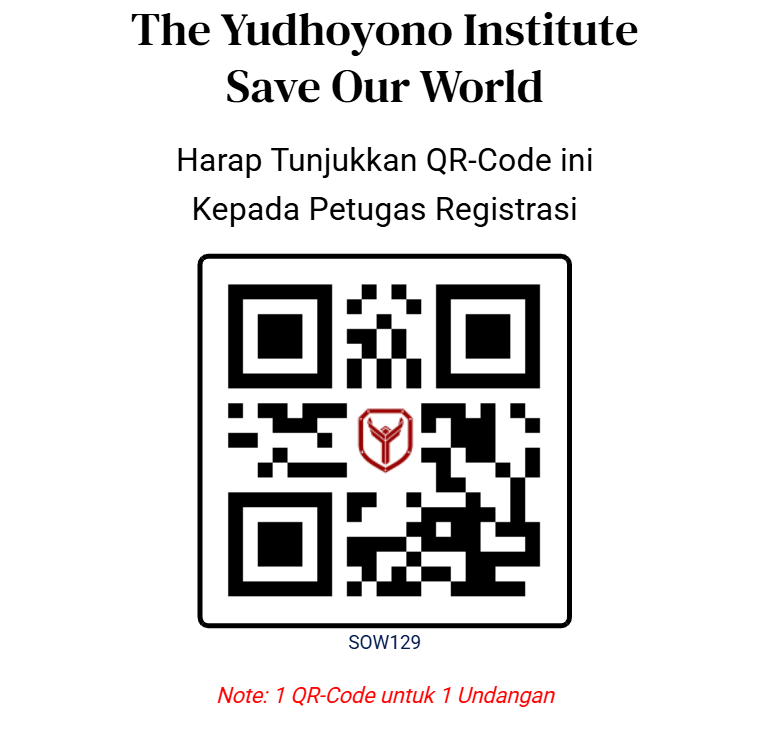 The Yudhoyono Institute
Save Our World
Harap Tunjukkan QR-Code ini
Kepada Petugas Registrasi
SOW129
Note: 1 QR-Code untuk 1 Undangan